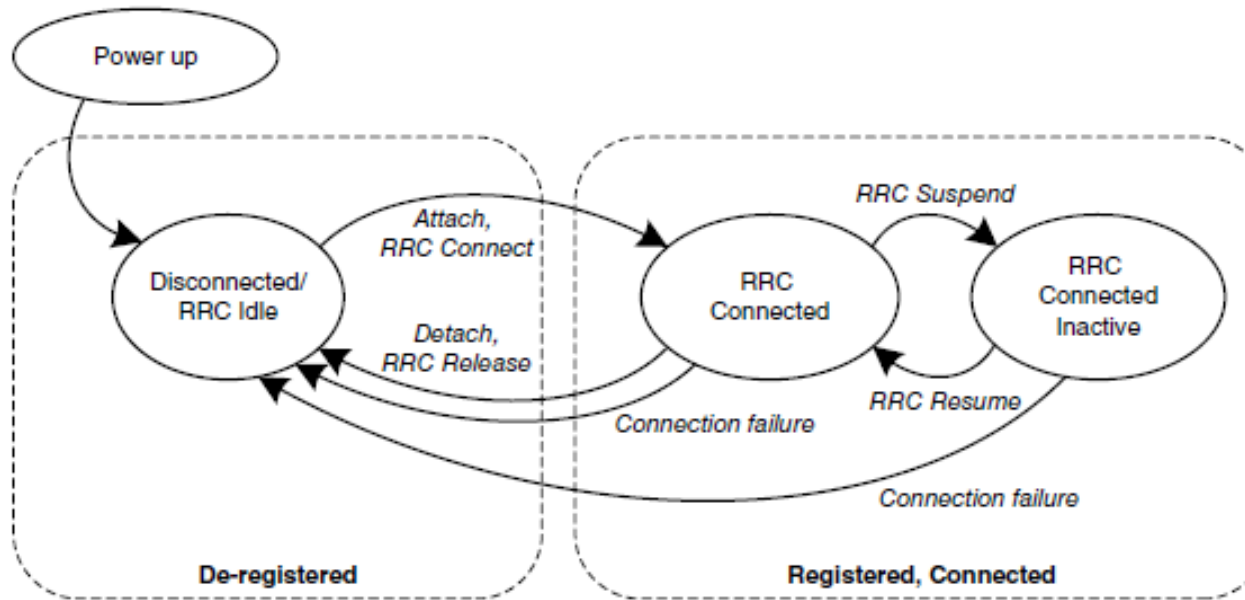 Power up
Attach,
RRC Connect
RRC Suspend
Disconnected/
RRC Idle
RRC
Connected
RRC
Connected
Inactive
Detach,
RRC Release
RRC Resume
Connection failure
Connection failure
De-registered
Registered, Connected